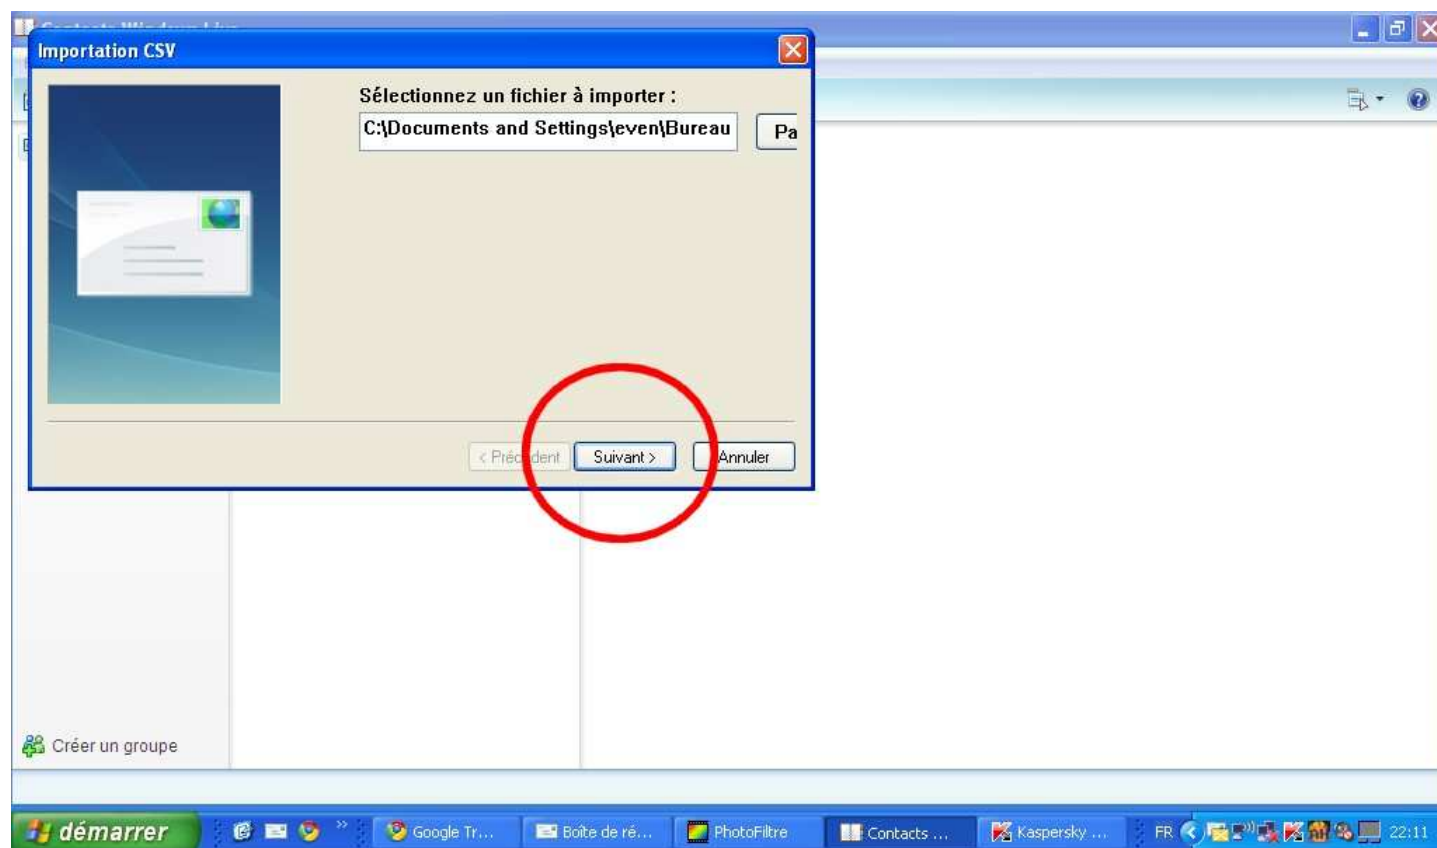 Importation CSV
Sélectionnez un fichier à importer :
C:\Documents and Settings\even\Bureau
Pa
< Précédent
Suivant >
Annuler
Créer un groupe
démarrer
Google Tr...
Boîte de ré...
PhotoFiltre
Contacts ...
Kaspersky ...
FR
22:11